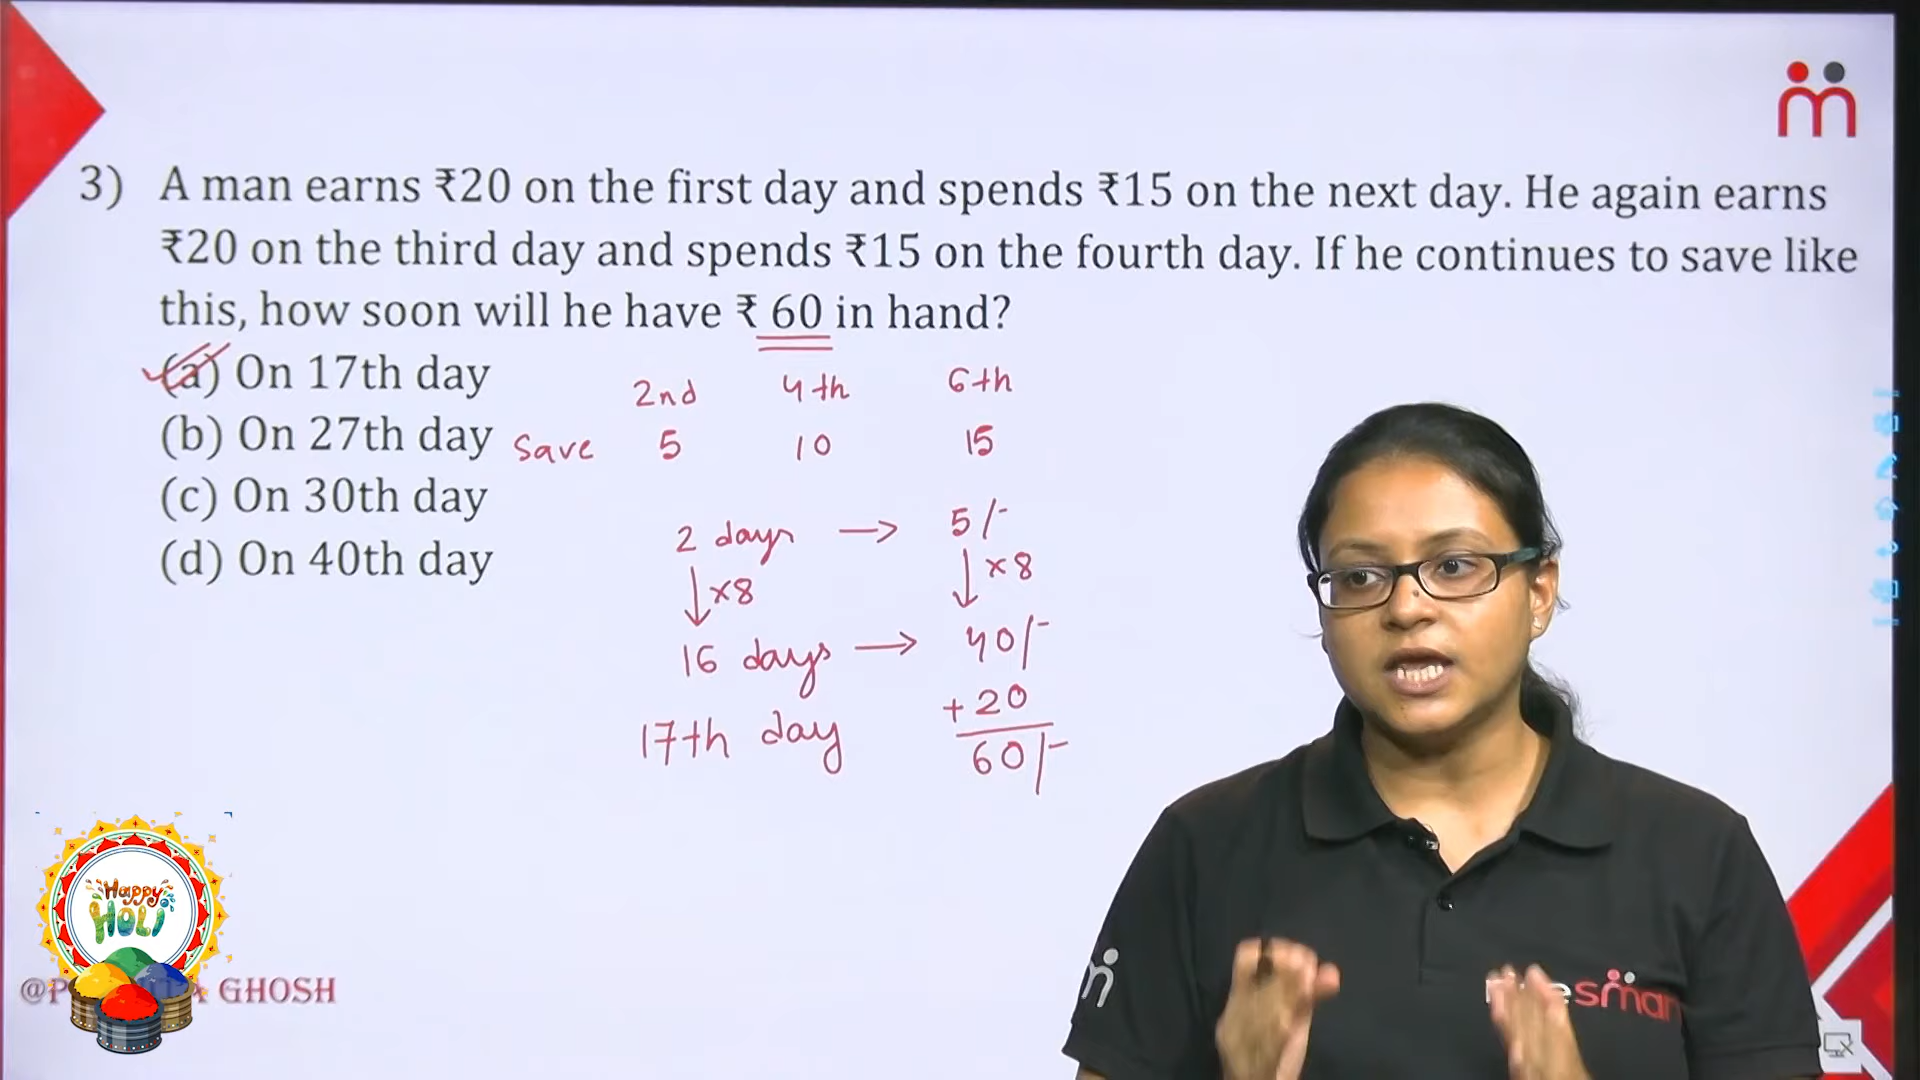 3) A man earns ₹20 on the first day and spends ₹15 on the next day. He again earns
₹20 on the third day and spends ₹15 on the fourth day. If he continues to save like
this, how soon will he have ₹ 60 in hand?
(a) On 17th day
2nd 4th 6th
(b) On 27th day
Save 5 10 15
(c) On 30th day
2 days → 5/-
(d) On 40th day
↓×8 ↓×8
16 days → 40/-
+20
17th day 60/-
Happy
HOLI
GHOSH